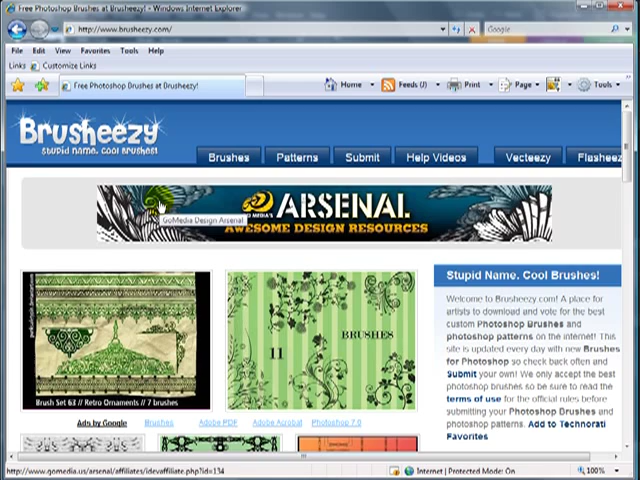 Free Photoshop Brushes at Brusheezy! - Windows Internet Explorer
http://www.brusheezy.com/
Google
File Edit View Favorites Tools Help
Links Customize Links
Free Photoshop Brushes at Brusheezy!
Home Feeds (J) Print Page Tools
Brusheezy
stupid name. cool brushes!
Brushes Patterns Submit Help Videos Vecteezy Flasheez
GO MEDIA'S ARSENAL
GoMedia Design Arsenal
AWESOME DESIGN RESOURCES
BRUSHES
11
Brush Set 63 // Retro Ornaments // 7 brushes
Ads by Google Brushes Adobe PDF Adobe Acrobat Photoshop 7.0
Stupid Name. Cool Brushes!
Welcome to Brusheezy.com! A place for
artists to download and vote for the best
custom Photoshop Brushes and
photoshop patterns on the internet! This
site is updated every day with new Brushes
for Photoshop so check back often and
Submit your own! We only accept the best
photoshop brushes so be sure to read the
terms of use for the official rules before
submitting your Photoshop Brushes and
photoshop patterns. Add to Technorati
Favorites
http://www.gomedia.us/arsenal/affiliates/idevaffiliate.php?id=134
Internet | Protected Mode: On
100%